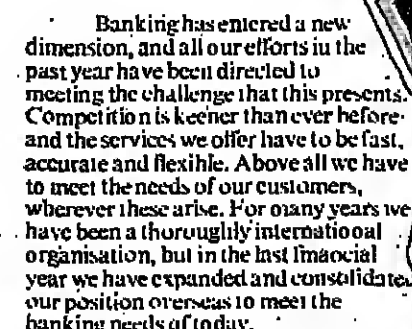 Banking has entered a new
dimension, and all our efforts in the
past year have been directed to
meeting the challenge that this presents.
Competition is keener than ever before
and the services we offer have to be fast,
accurate and flexible. Above all we have
to meet the needs of our customers,
wherever these arise. For many years we
have been a thoroughly international
organisation, but in the last financial
year we have expanded and consolidated
our position overseas to meet the
banking needs of today.